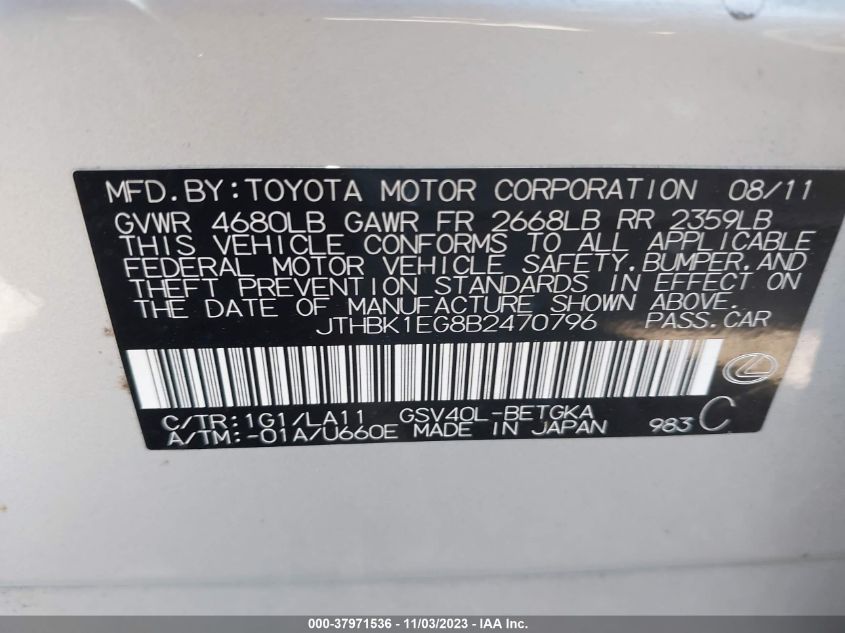 MFD.BY:TOYOTA MOTOR CORPORATION 08/11
GVWR 4680LB GAWR FR 2668LB RR 2359LB
THIS VEHICLE CONFORMS TO ALL APPLICABLE
FEDERAL MOTOR VEHICLE SAFETY,BUMPER,AND
THEFT PREVENTION STANDARDS IN EFFECT ON
THE DATE OF MANUFACTURE SHOWN ABOVE.
JTHBK1EG8B2470796 PASS.CAR
C/TR:1G1/LA11 GSV40L-BETGKA
A/TM:-01A/U660E MADE IN JAPAN 983 C
000-37971536 — 11/03/2023 — IAA Inc.